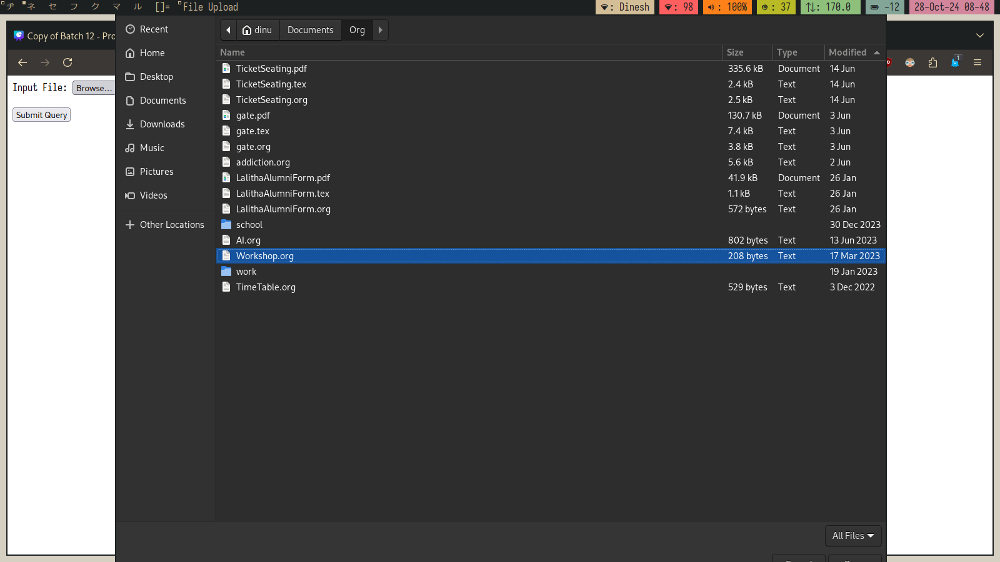 ヂ ネ セ フ ク マ ル []= File Upload : Dinesh : 98 : 100% : 37 : 170.0 -12 28-Oct-24 08-48
Copy of Batch 12 - Pro
1
Input File: Browse...
Submit Query
Recent
Home
Desktop
Documents
Downloads
Music
Pictures
Videos
Other Locations
dinu Documents Org
Name Size Type Modified
TicketSeating.pdf 335.6 kB Document 14 Jun
TicketSeating.tex 2.4 kB Text 14 Jun
TicketSeating.org 2.5 kB Text 14 Jun
gate.pdf 130.7 kB Document 3 Jun
gate.tex 7.4 kB Text 3 Jun
gate.org 3.8 kB Text 3 Jun
addiction.org 5.6 kB Text 2 Jun
LalithaAlumniForm.pdf 41.9 kB Document 26 Jan
LalithaAlumniForm.tex 1.1 kB Text 26 Jan
LalithaAlumniForm.org 572 bytes Text 26 Jan
school 30 Dec 2023
AI.org 802 bytes Text 13 Jun 2023
Workshop.org 208 bytes Text 17 Mar 2023
work 19 Jan 2023
TimeTable.org 529 bytes Text 3 Dec 2022
All Files